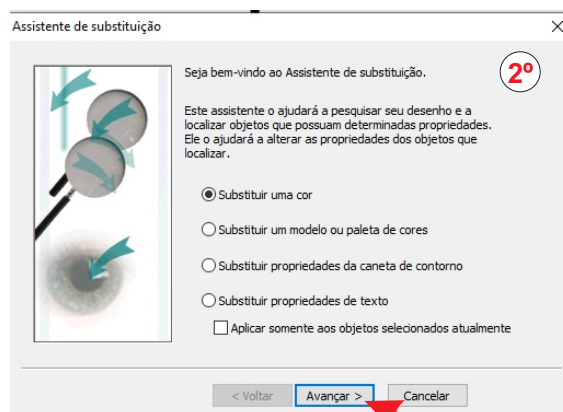 Assistente de substituição
2º
Seja bem-vindo ao Assistente de substituição.
Este assistente o ajudará a pesquisar seu desenho e a
localizar objetos que possuam determinadas propriedades.
Ele o ajudará a alterar as propriedades dos objetos que
localizar.
Substituir uma cor
Substituir um modelo ou paleta de cores
Substituir propriedades da caneta de contorno
Substituir propriedades de texto
Aplicar somente aos objetos selecionados atualmente
< Voltar Avançar > Cancelar